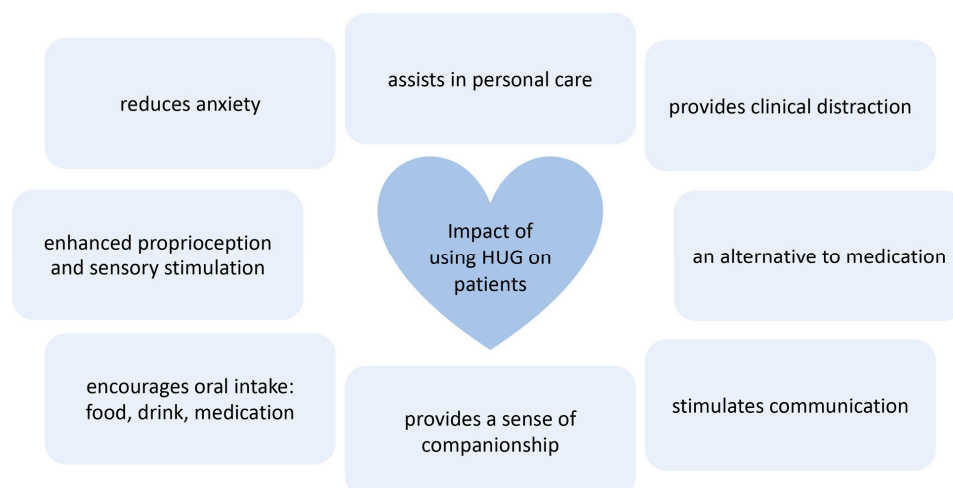 assists in personal care
reduces anxiety
provides clinical distraction
Impact of
using HUG on
patients
enhanced proprioception
and sensory stimulation
an alternative to medication
encourages oral intake:
food, drink, medication
stimulates communication
provides a sense of
companionship